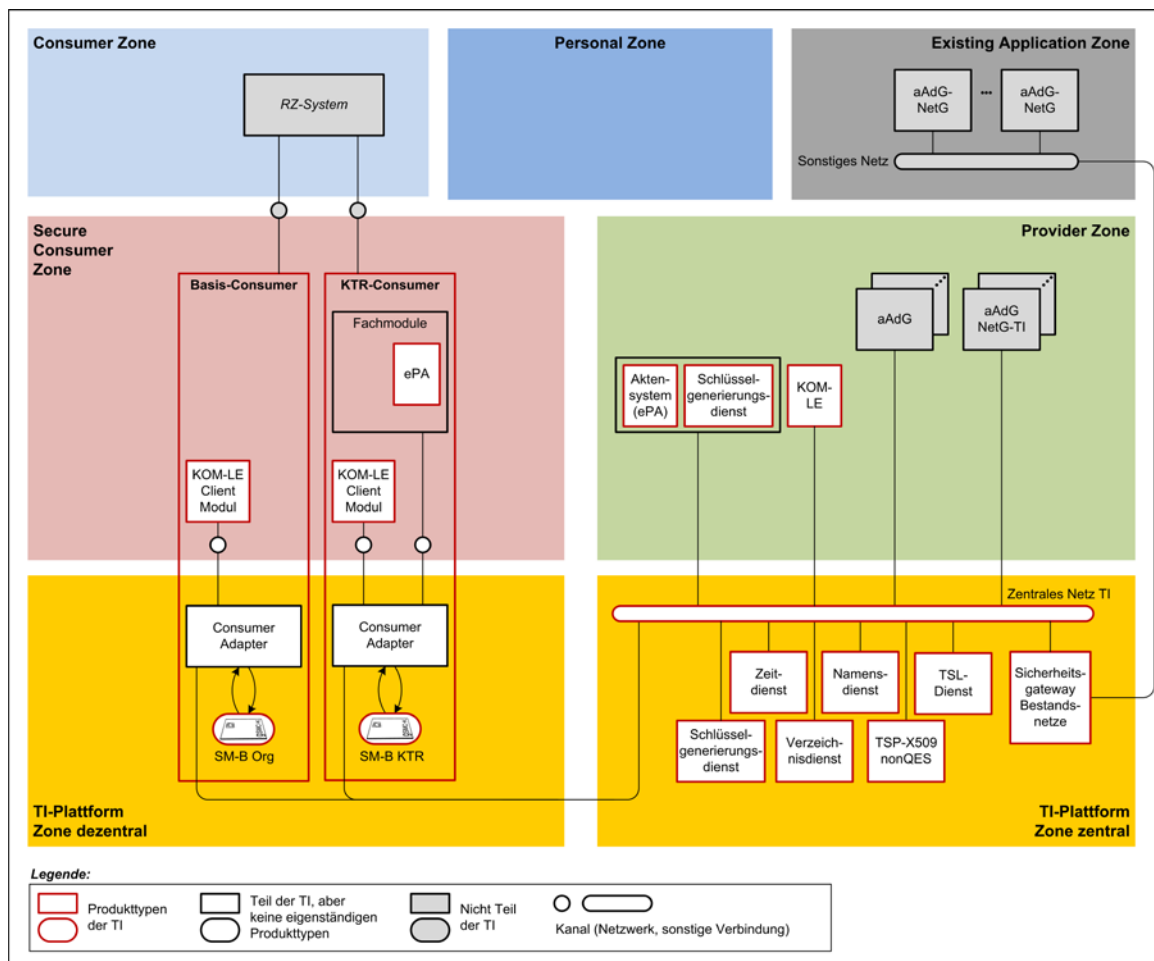 Consumer Zone
RZ-System
Personal Zone
Existing Application Zone
aAdG-
NetG
...
aAdG-
NetG
Sonstiges Netz
Secure
Consumer
Zone
Basis-Consumer
KTR-Consumer
Fachmodule
ePA
KOM-LE
Client
Modul
KOM-LE
Client
Modul
Provider Zone
aAdG
aAdG
NetG-TI
Akten-
system
(ePA)
Schlüssel-
generierungs-
dienst
KOM-
LE
Consumer
Adapter
Consumer
Adapter
SM-B Org
SM-B KTR
TI-Plattform
Zone dezentral
Zentrales Netz TI
Zeit-
dienst
Namens-
dienst
TSL-
Dienst
Sicherheits-
gateway
Bestands-
netze
Schlüssel-
generierungs-
dienst
Verzeich-
nisdienst
TSP-X509
nonQES
TI-Plattform
Zone zentral
Legende:
Produkttypen
der TI
Teil der TI, aber
keine eigenständigen
Produkttypen
Nicht Teil
der TI
Kanal (Netzwerk, sonstige Verbindung)